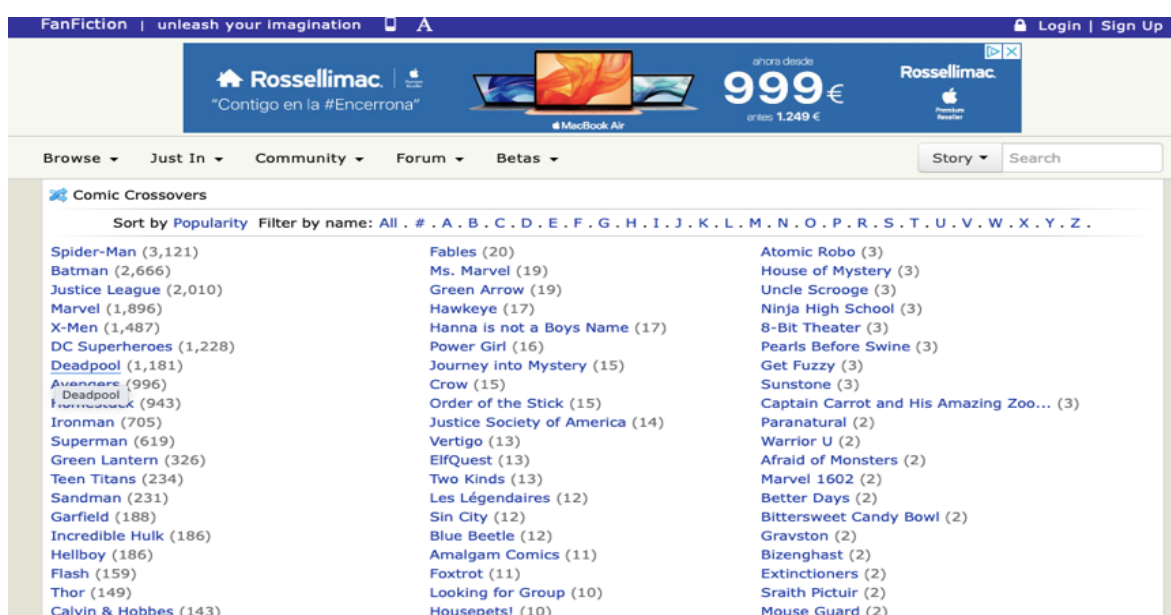 FanFiction | unleash your imagination A
Login | Sign Up
Rossellimac.
Premium Reseller
"Contigo en la #Encerrona"
MacBook Air
ahora desde
999€
antes 1.249 €
Rossellimac.
Premium
Reseller
Browse Just In Community Forum Betas
Story Search
Comic Crossovers
Sort by Popularity Filter by name: All . # . A . B . C . D . E . F . G . H . I . J . K . L . M . N . O . P . R . S . T . U . V . W . X . Y . Z .
Spider-Man (3,121)
Batman (2,666)
Justice League (2,010)
Marvel (1,896)
X-Men (1,487)
DC Superheroes (1,228)
Deadpool (1,181)
Avengers (996)
Deadpool
Homestuck (943)
Ironman (705)
Superman (619)
Green Lantern (326)
Teen Titans (234)
Sandman (231)
Garfield (188)
Incredible Hulk (186)
Hellboy (186)
Flash (159)
Thor (149)
Calvin & Hobbes (143)
Fables (20)
Ms. Marvel (19)
Green Arrow (19)
Hawkeye (17)
Hanna is not a Boys Name (17)
Power Girl (16)
Journey into Mystery (15)
Crow (15)
Order of the Stick (15)
Justice Society of America (14)
Vertigo (13)
ElfQuest (13)
Two Kinds (13)
Les Légendaires (12)
Sin City (12)
Blue Beetle (12)
Amalgam Comics (11)
Foxtrot (11)
Looking for Group (10)
Housepets! (10)
Atomic Robo (3)
House of Mystery (3)
Uncle Scrooge (3)
Ninja High School (3)
8-Bit Theater (3)
Pearls Before Swine (3)
Get Fuzzy (3)
Sunstone (3)
Captain Carrot and His Amazing Zoo... (3)
Paranatural (2)
Warrior U (2)
Afraid of Monsters (2)
Marvel 1602 (2)
Better Days (2)
Bittersweet Candy Bowl (2)
Gravston (2)
Bizenghast (2)
Extinctioners (2)
Sraith Pictuir (2)
Mouse Guard (2)